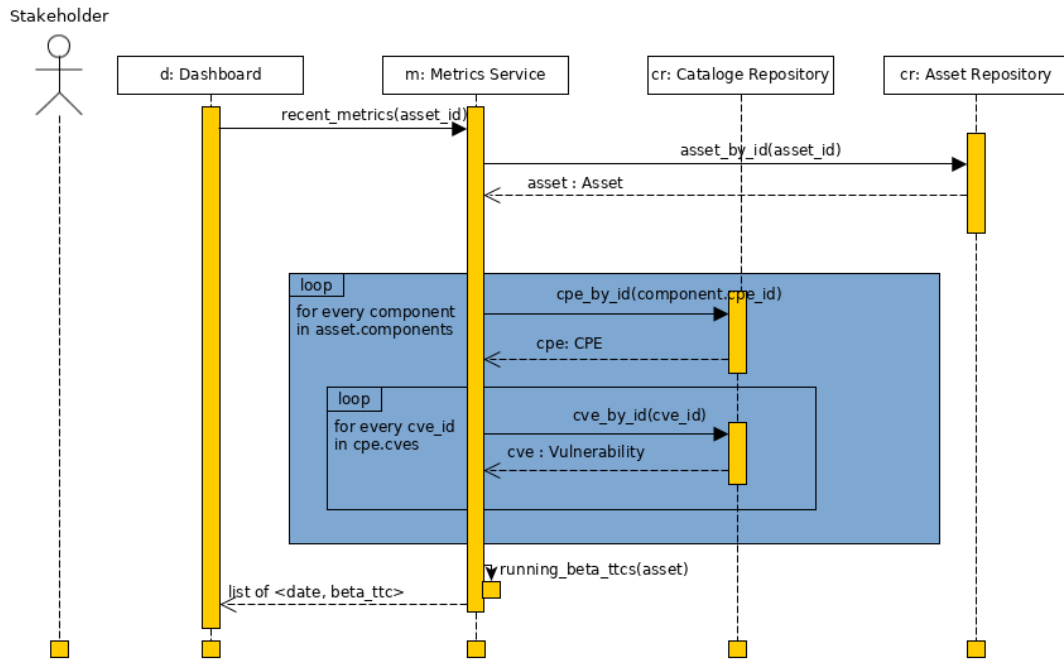 Stakeholder
d: Dashboard
m: Metrics Service
cr: Cataloge Repository
cr: Asset Repository
recent_metrics(asset_id)
asset_by_id(asset_id)
asset : Asset
loop
for every component
in asset.components
cpe_by_id(component.cpe_id)
cpe: CPE
loop
for every cve_id
in cpe.cves
cve_by_id(cve_id)
cve : Vulnerability
running_beta_ttcs(asset)
list of <date, beta_ttc>